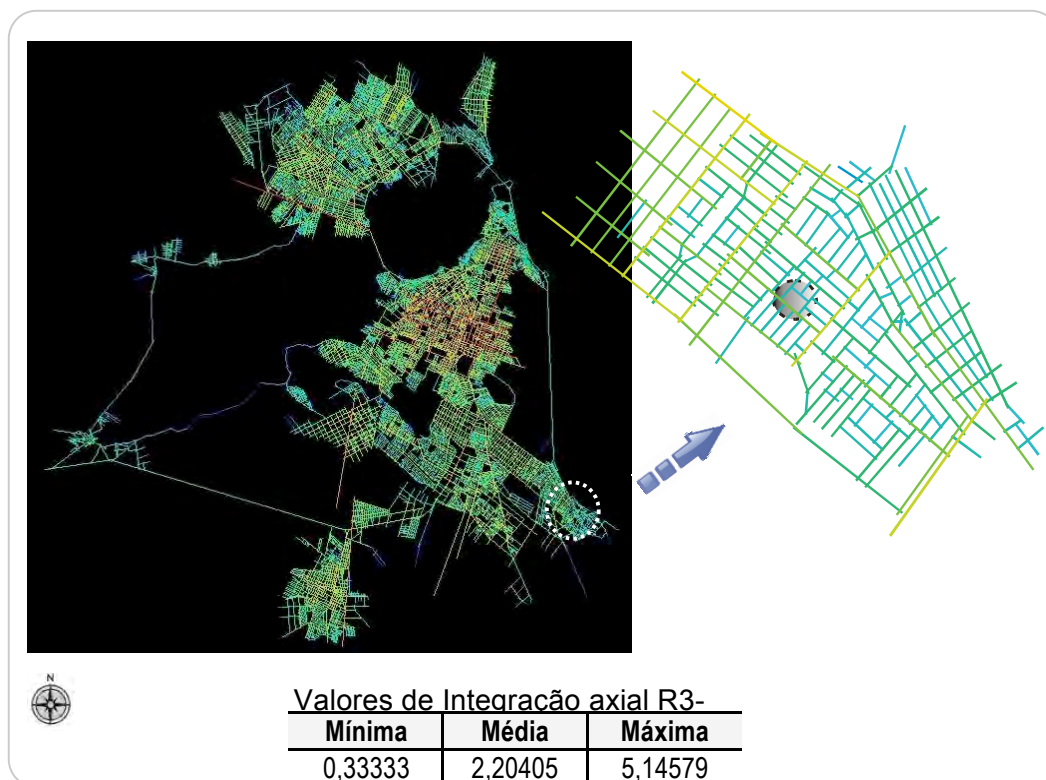 N
Valores de Integração axial R3-
Mínima Média Máxima
0,33333 2,20405 5,14579